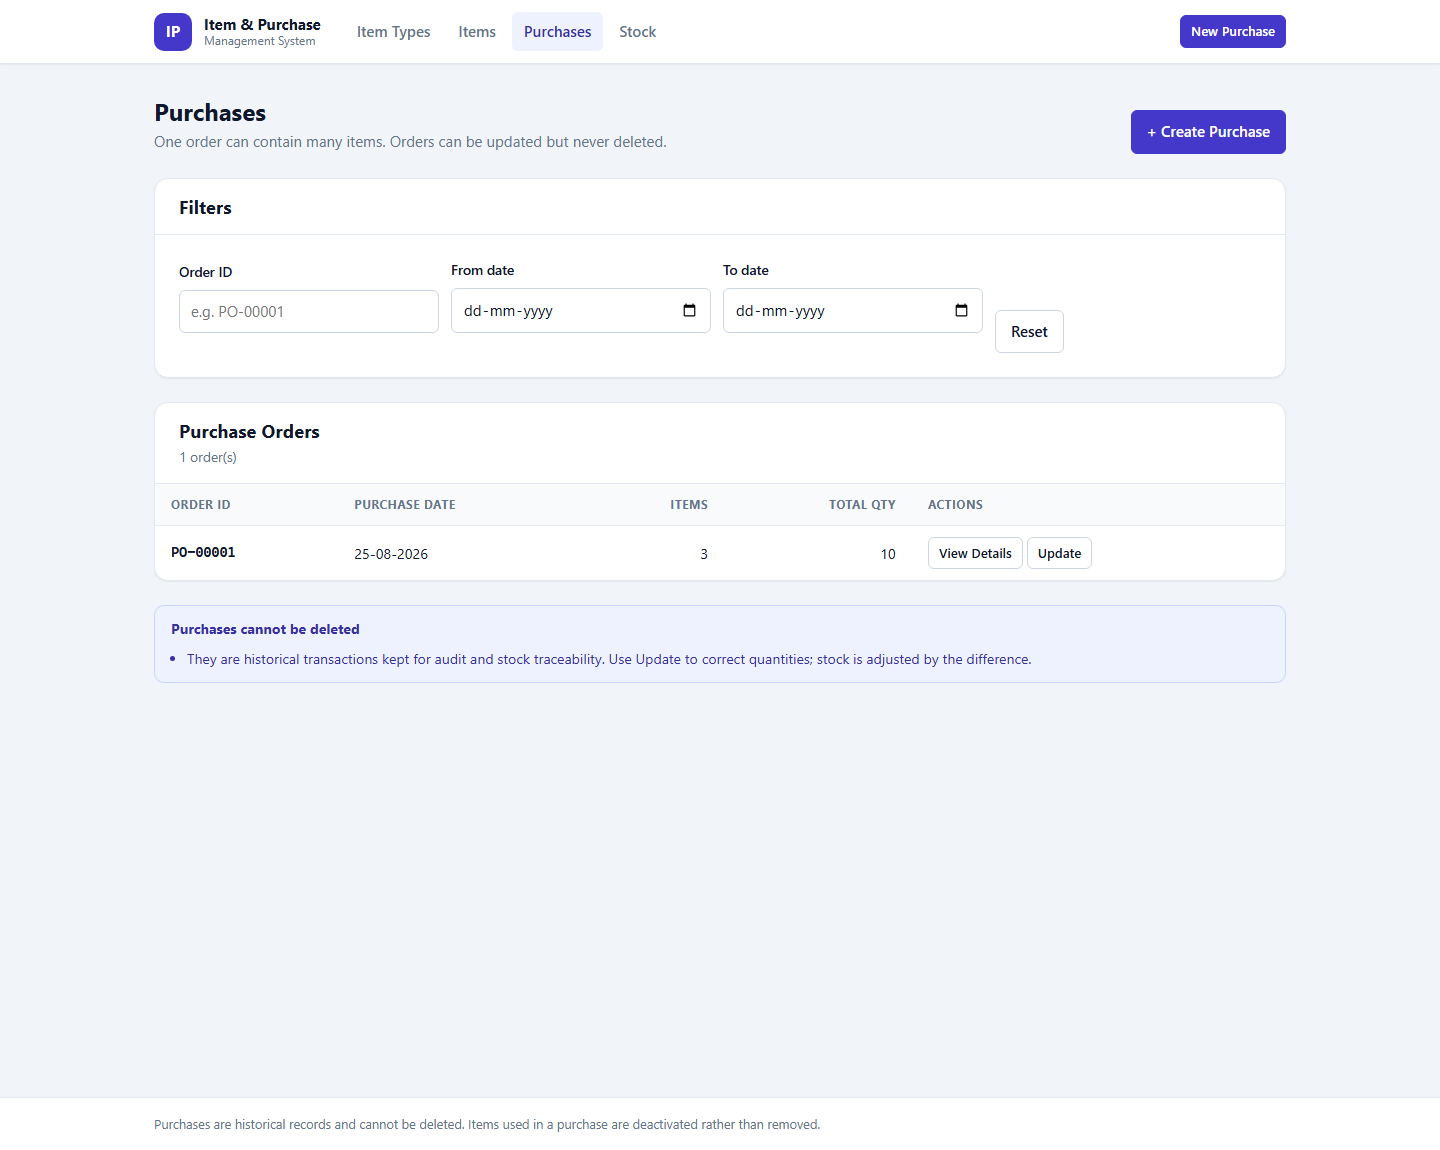 IP
Item & Purchase
Management System
Item Types
Items
Purchases
Stock
New Purchase
Purchases
One order can contain many items. Orders can be updated but never deleted.
+ Create Purchase
Filters
Order ID
e.g. PO-00001
From date
dd-mm-yyyy
To date
dd-mm-yyyy
Reset
Purchase Orders
1 order(s)
ORDER ID PURCHASE DATE ITEMS TOTAL QTY ACTIONS
PO-00001 25-08-2026 3 10 View Details Update
Purchases cannot be deleted
• They are historical transactions kept for audit and stock traceability. Use Update to correct quantities; stock is adjusted by the difference.
Purchases are historical records and cannot be deleted. Items used in a purchase are deactivated rather than removed.